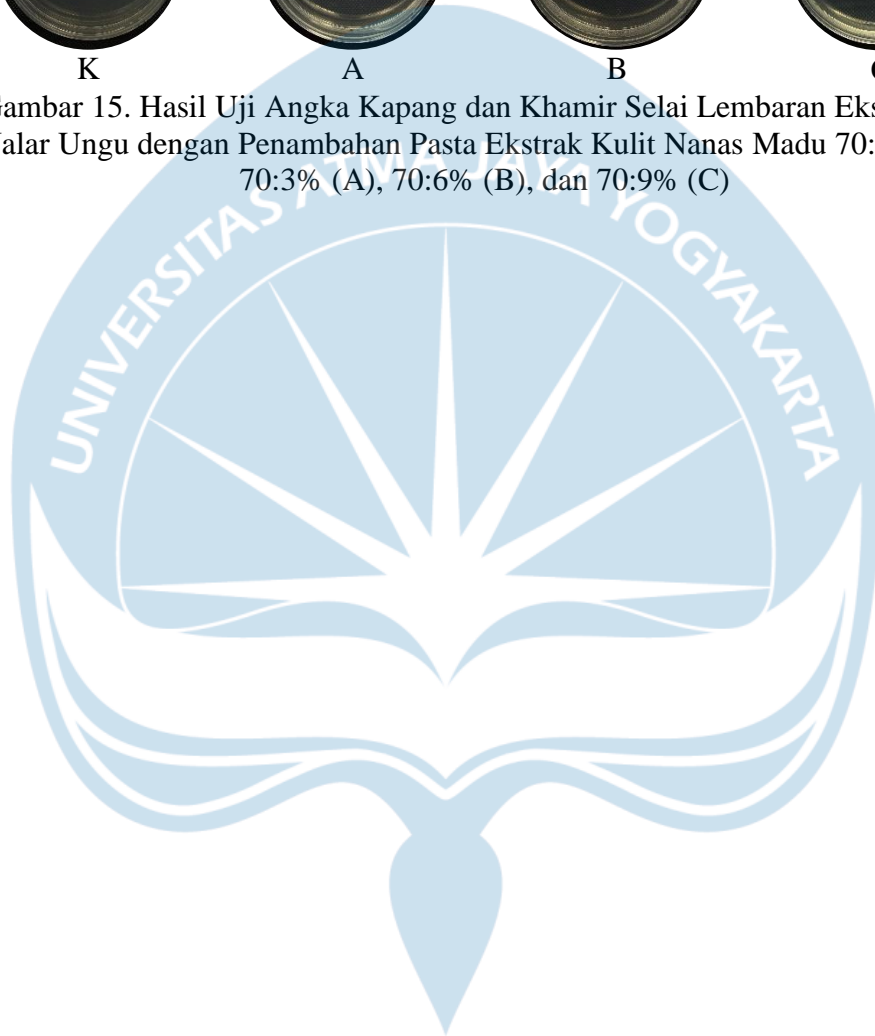 K A B
Gambar 15. Hasil Uji Angka Kapang dan Khamir Selai Lembaran
Jalar Ungu dengan Penambahan Pasta Ekstrak Kulit Nanas Madu 70:
70:3% (A), 70:6% (B), dan 70:9% (C)
UNIVERSITAS ATMA JAYA YOGYAKARTA